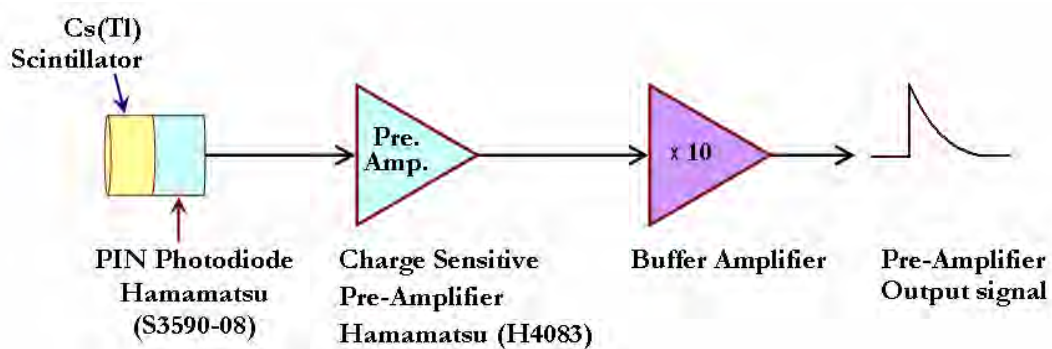 Cs(Tl)
Scintillator
Pre.
Amp.
x 10
PIN Photodiode
Hamamatsu
(S3590-08)
Charge Sensitive
Pre-Amplifier
Hamamatsu (H4083)
Buffer Amplifier
Pre-Amplifier
Output signal